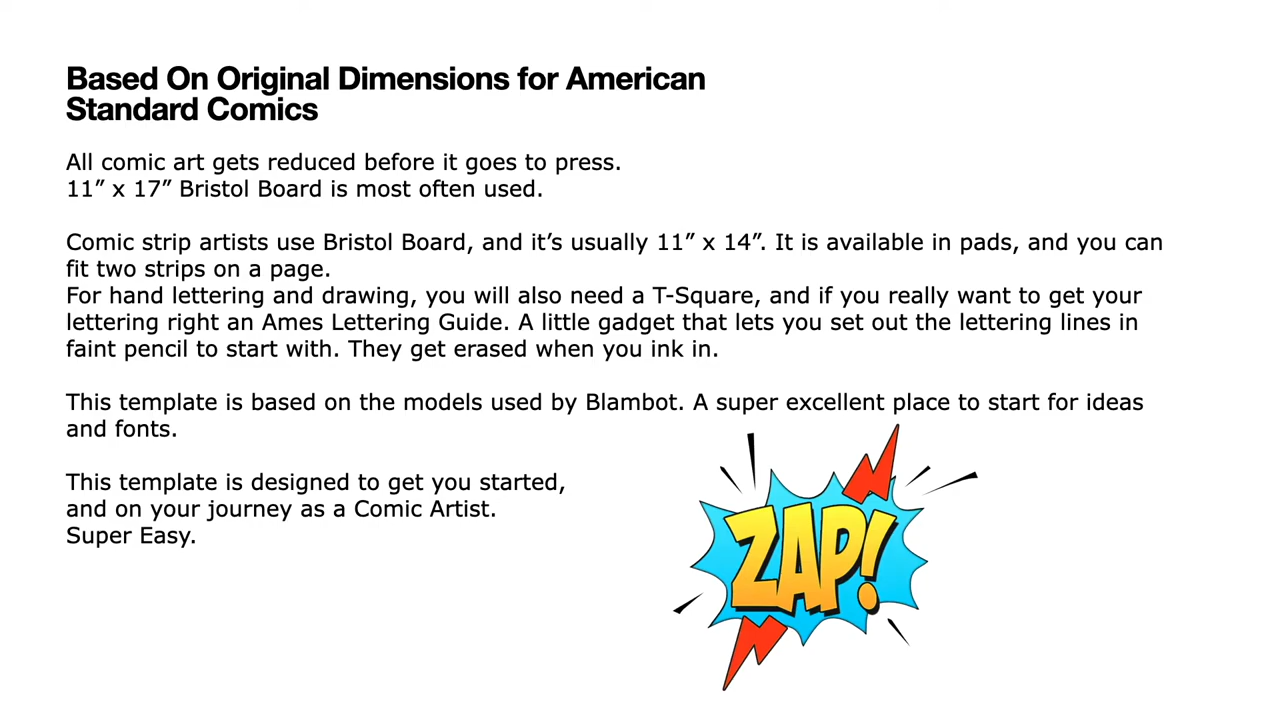 Based On Original Dimensions for American
Standard Comics
All comic art gets reduced before it goes to press.
11” x 17” Bristol Board is most often used.
Comic strip artists use Bristol Board, and it’s usually 11” x 14”. It is available in pads, and you can
fit two strips on a page.
For hand lettering and drawing, you will also need a T-Square, and if you really want to get your
lettering right an Ames Lettering Guide. A little gadget that lets you set out the lettering lines in
faint pencil to start with. They get erased when you ink in.
This template is based on the models used by Blambot. A super excellent place to start for ideas
and fonts.
This template is designed to get you started,
and on your journey as a Comic Artist.
Super Easy.
ZAP!